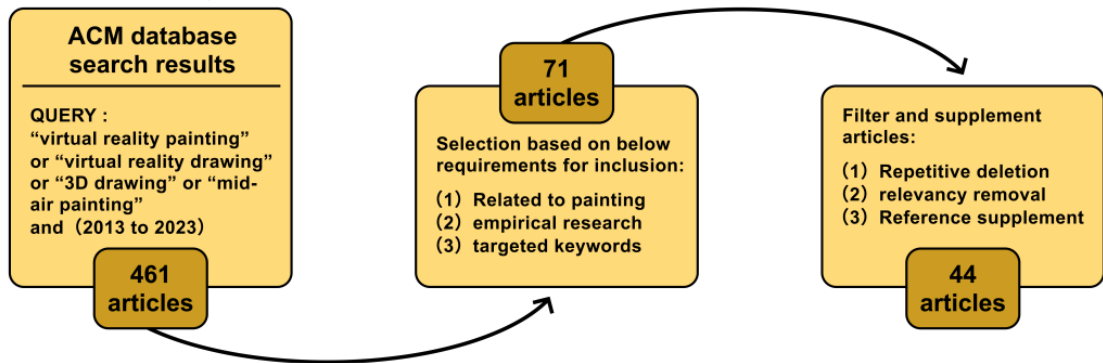 ACM database
search results
QUERY :
“virtual reality painting”
or “virtual reality drawing”
or “3D drawing” or “mid-
air painting”
and（2013 to 2023）
461
articles
71
articles
Selection based on below
requirements for inclusion:
（1）Related to painting
（2）empirical research
（3）targeted keywords
Filter and supplement
articles:
（1）Repetitive deletion
（2）relevancy removal
（3）Reference supplement
44
articles